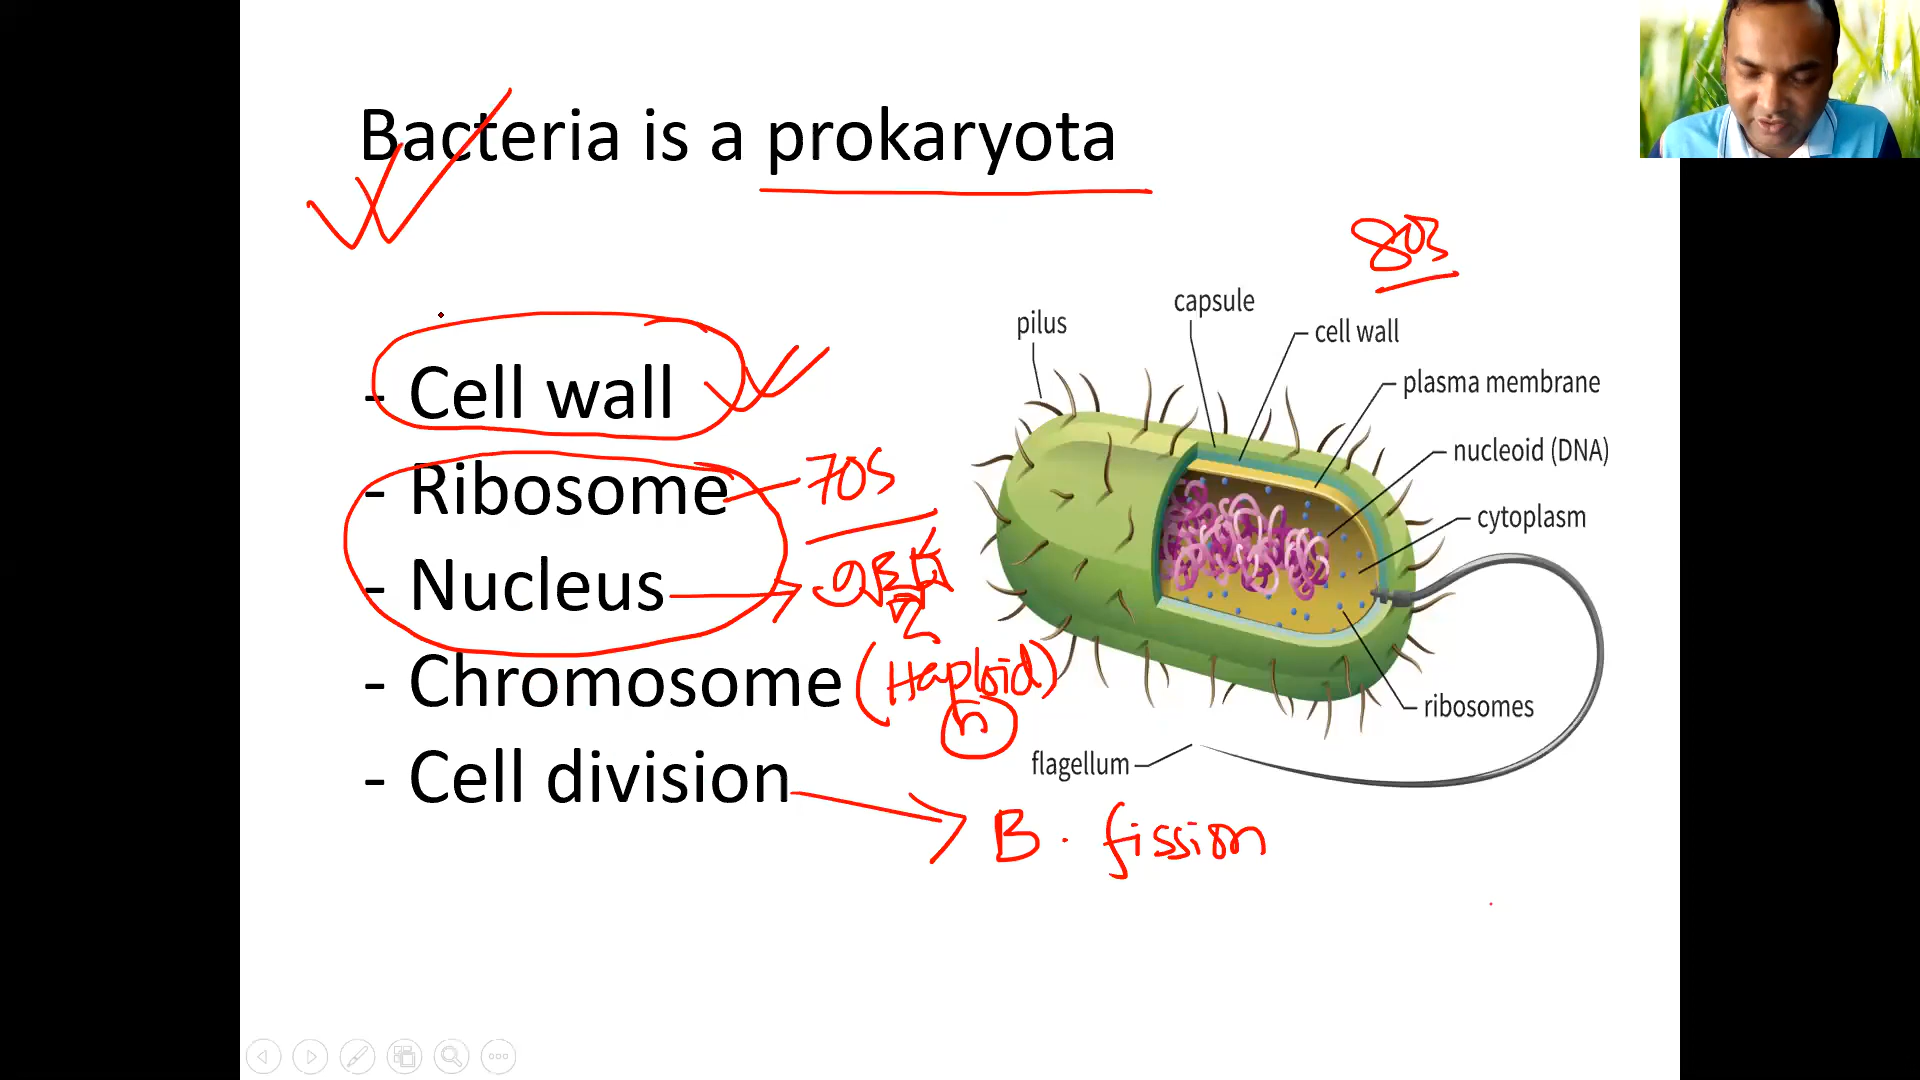 Bacteria is a prokaryota
80S
- Cell wall
- Ribosome 70S
- Nucleus
- Chromosome (Haploid)
n
- Cell division B. fission
pilus
capsule
cell wall
plasma membrane
nucleoid (DNA)
cytoplasm
ribosomes
flagellum